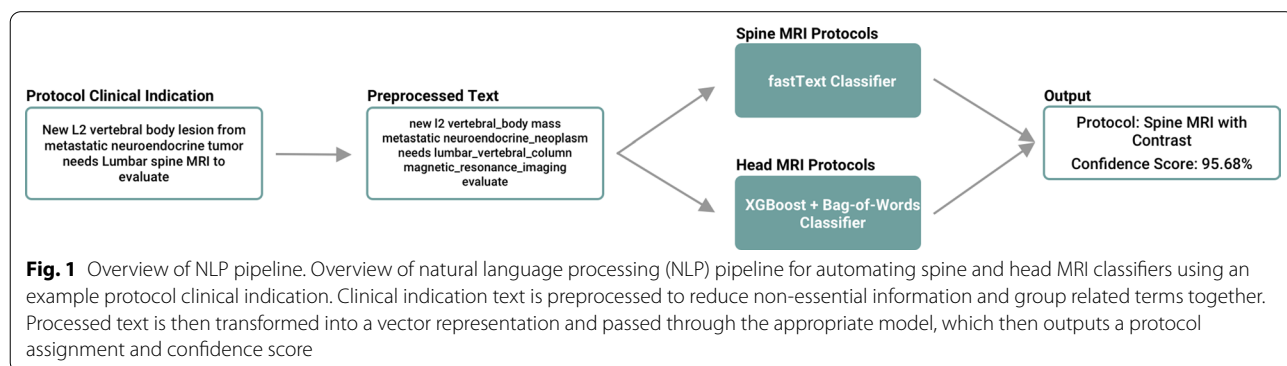 Protocol Clinical Indication
New L2 vertebral body lesion from
metastatic neuroendocrine tumor
needs Lumbar spine MRI to
evaluate
Preprocessed Text
new l2 vertebral_body mass
metastatic neuroendocrine_neoplasm
needs lumbar_vertebral_column
magnetic_resonance_imaging
evaluate
Spine MRI Protocols
fastText Classifier
Head MRI Protocols
XGBoost + Bag-of-Words
Classifier
Output
Protocol: Spine MRI with
Contrast
Confidence Score: 95.68%
Fig. 1 Overview of NLP pipeline. Overview of natural language processing (NLP) pipeline for automating spine and head MRI classifiers using an
example protocol clinical indication. Clinical indication text is preprocessed to reduce non-essential information and group related terms together.
Processed text is then transformed into a vector representation and passed through the appropriate model, which then outputs a protocol
assignment and confidence score